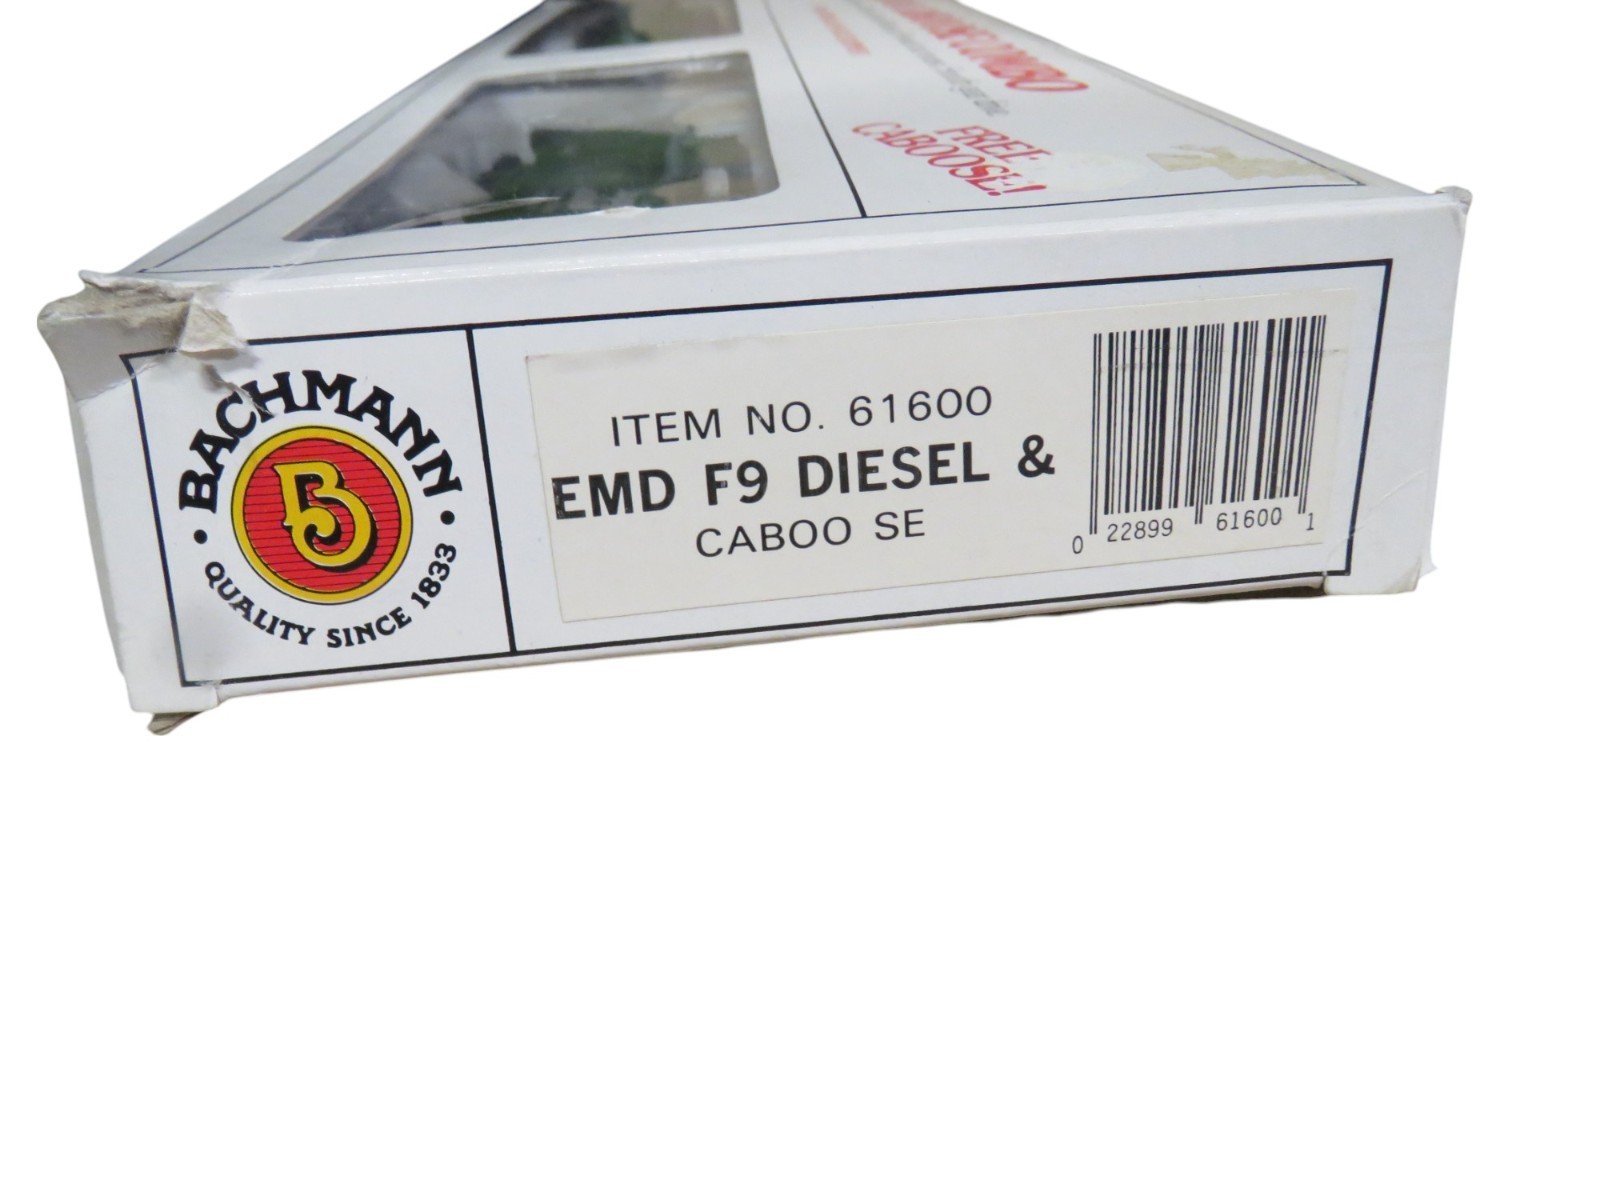 FREE
CABOOSE!
BACHMANN
B
QUALITY SINCE 1833
ITEM NO. 61600
EMD F9 DIESEL &
CABOO SE
0 22899 61600 1